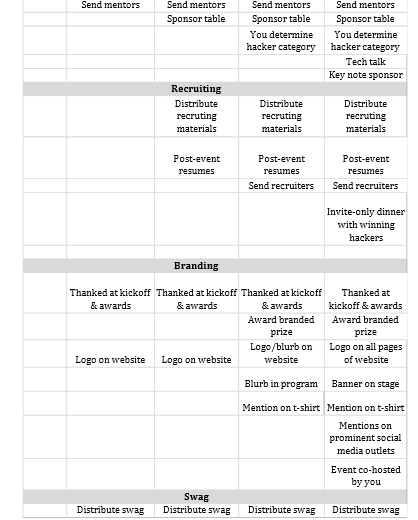 Send mentors Send mentors Send mentors Send mentors
Sponsor table Sponsor table Sponsor table
You determine You determine
hacker category hacker category
Tech talk
Key note sponsor
Recruiting
Distribute Distribute Distribute
recruting recruting recruting
materials materials materials
Post-event Post-event Post-event
resumes resumes resumes
Send recruiters Send recruiters
Invite-only dinner
with winning
hackers
Branding
Thanked at kickoff Thanked at kickoff Thanked at kickoff Thanked at
& awards & awards & awards kickoff & awards
Award branded Award branded
prize prize
Logo/blurb on Logo on all pages
Logo on website Logo on website website of website
Blurb in program Banner on stage
Mention on t-shirt Mention on t-shirt
Mentions on
prominent social
media outlets
Event co-hosted
by you
Swag
Distribute swag Distribute swag Distribute swag Distribute swag